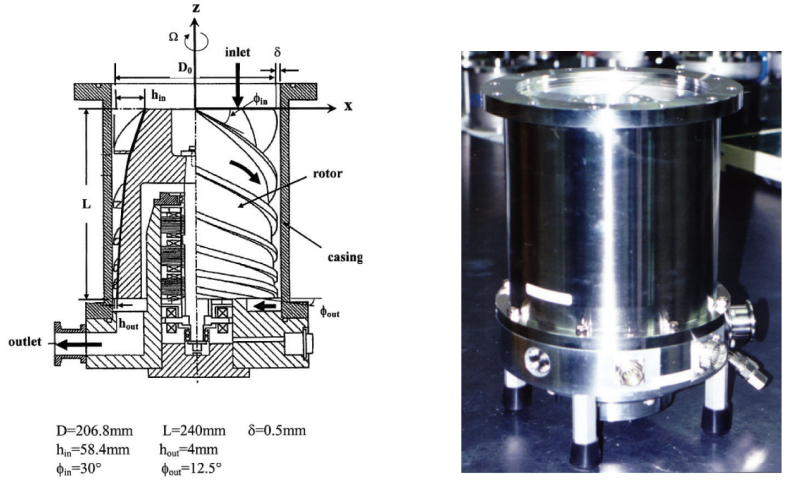 z
Ω
inlet
δ
D₀
h_in
ϕ_in
x
rotor
L
casing
h_out
ϕ_out
outlet
D=206.8mm L=240mm δ=0.5mm
h_in=58.4mm h_out=4mm
ϕ_in=30° ϕ_out=12.5°